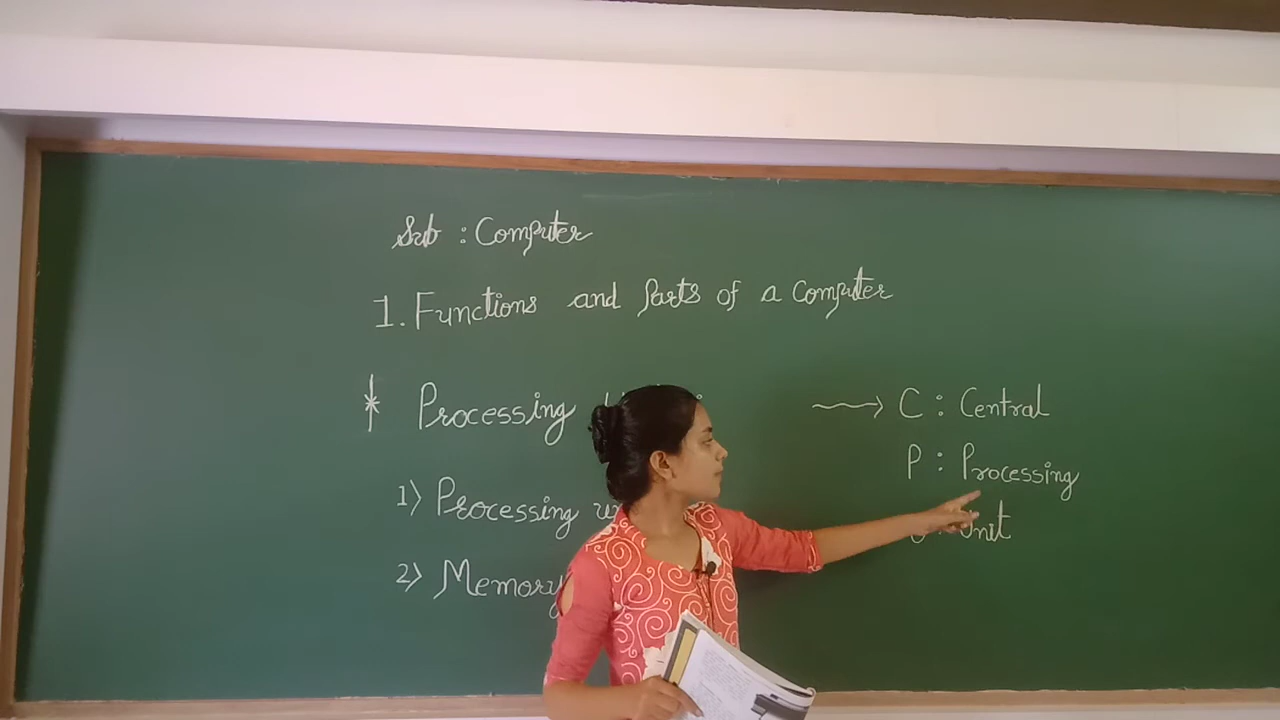 Sub : Computer
1. Functions and Parts of a Computer
* Processing
→ C : Central
P : Processing
: Unit
1) Processing
2) Memory